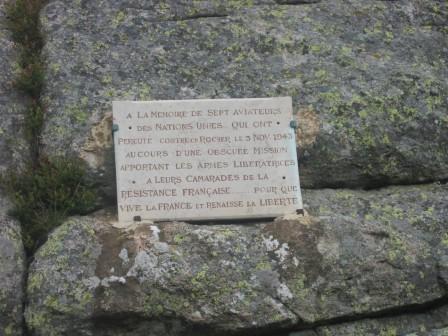 A LA MEMOIRE DE SEPT AVIATEURS
DES NATIONS UNIES QUI ONT
PERCUTÉ CONTRE CE ROCHER LE 3 NOV. 1943
AU COURS D'UNE OBSCURE MISSION
APPORTANT LES ARMES LIBERATRICES
A LEURS CAMARADES DE LA
RESISTANCE FRANÇAISE ..... POUR QUE
VIVE LA FRANCE ET RENAISSE LA LIBERTE